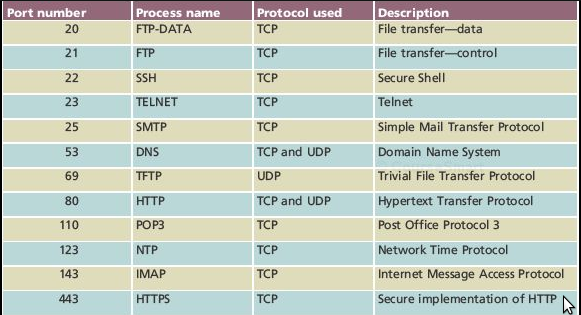 Port number Process name Protocol used Description
20 FTP-DATA TCP File transfer—data
21 FTP TCP File transfer—control
22 SSH TCP Secure Shell
23 TELNET TCP Telnet
25 SMTP TCP Simple Mail Transfer Protocol
53 DNS TCP and UDP Domain Name System
69 TFTP UDP Trivial File Transfer Protocol
80 HTTP TCP and UDP Hypertext Transfer Protocol
110 POP3 TCP Post Office Protocol 3
123 NTP TCP Network Time Protocol
143 IMAP TCP Internet Message Access Protocol
443 HTTPS TCP Secure implementation of HTTP